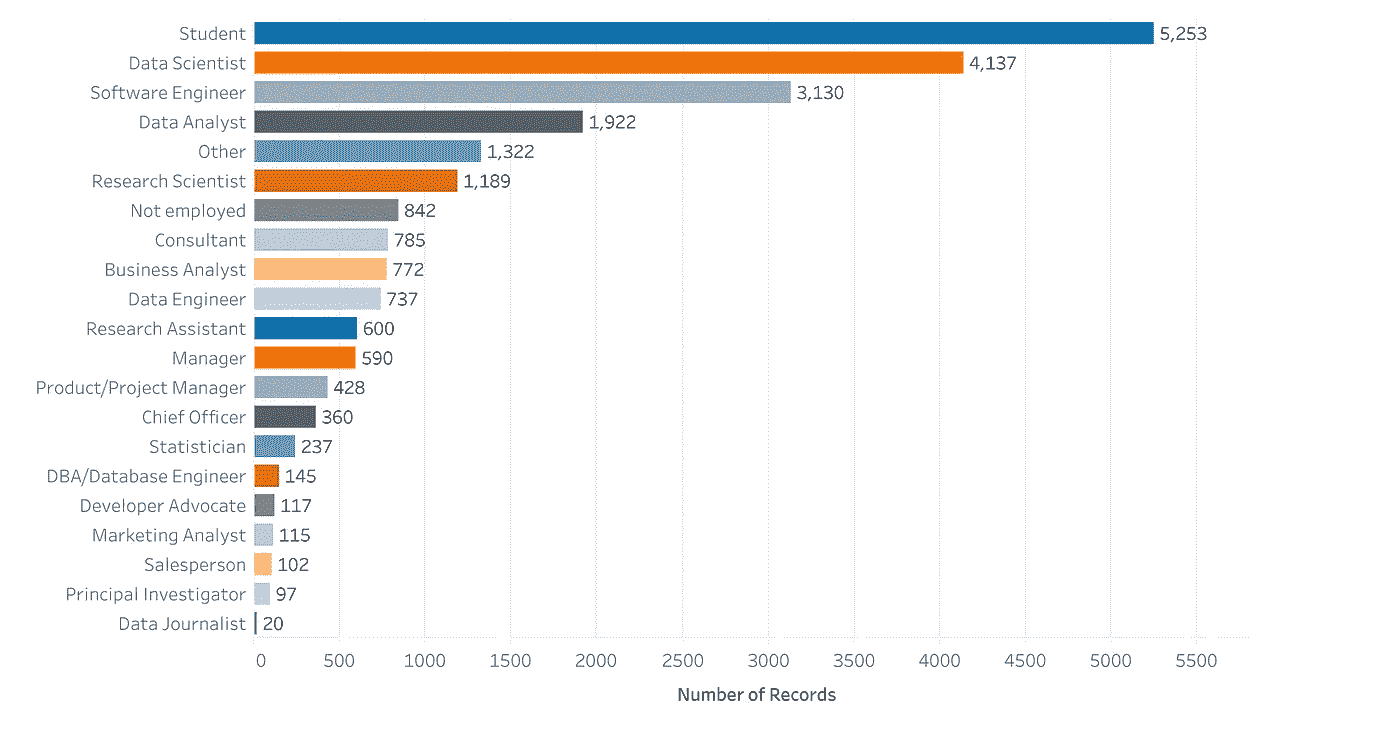 Student 5,253
Data Scientist 4,137
Software Engineer 3,130
Data Analyst 1,922
Other 1,322
Research Scientist 1,189
Not employed 842
Consultant 785
Business Analyst 772
Data Engineer 737
Research Assistant 600
Manager 590
Product/Project Manager 428
Chief Officer 360
Statistician 237
DBA/Database Engineer 145
Developer Advocate 117
Marketing Analyst 115
Salesperson 102
Principal Investigator 97
Data Journalist 20
0 500 1000 1500 2000 2500 3000 3500 4000 4500 5000 5500
Number of Records